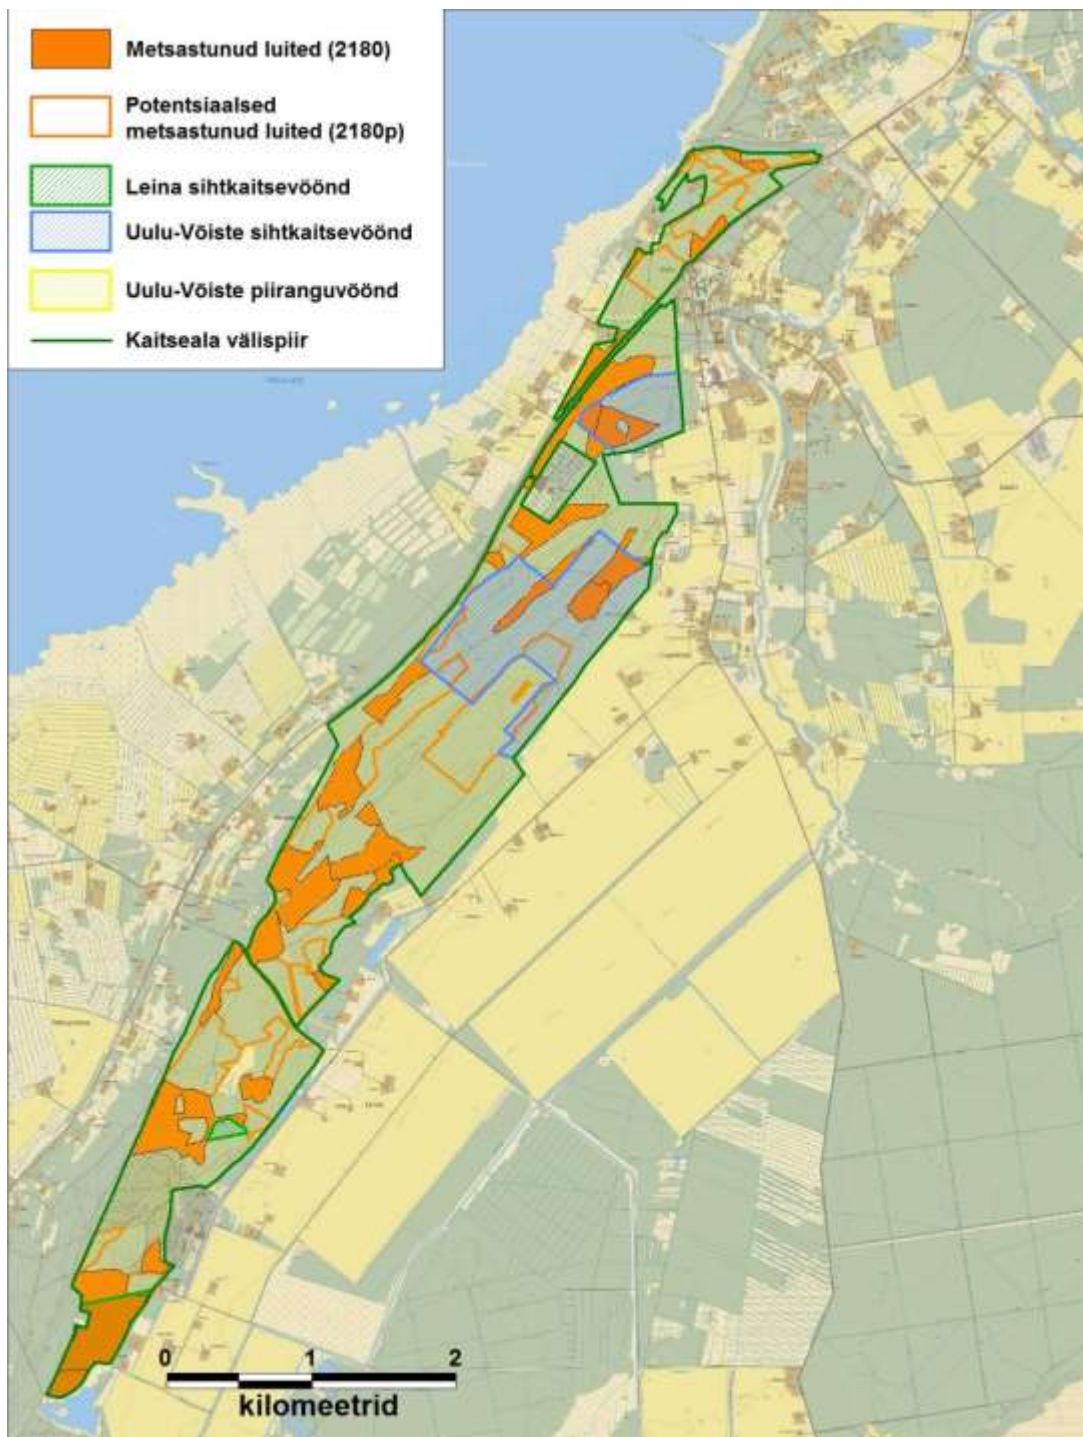 Metsastunud luited (2180)
Potentsiaalsed
metsastunud luited (2180p)
Leina sihtkaitsevöönd
Uulu-Võiste sihtkaitsevöönd
Uulu-Võiste piiranguvöönd
Kaitseala välispiir
0 1 2
kilomeetrid